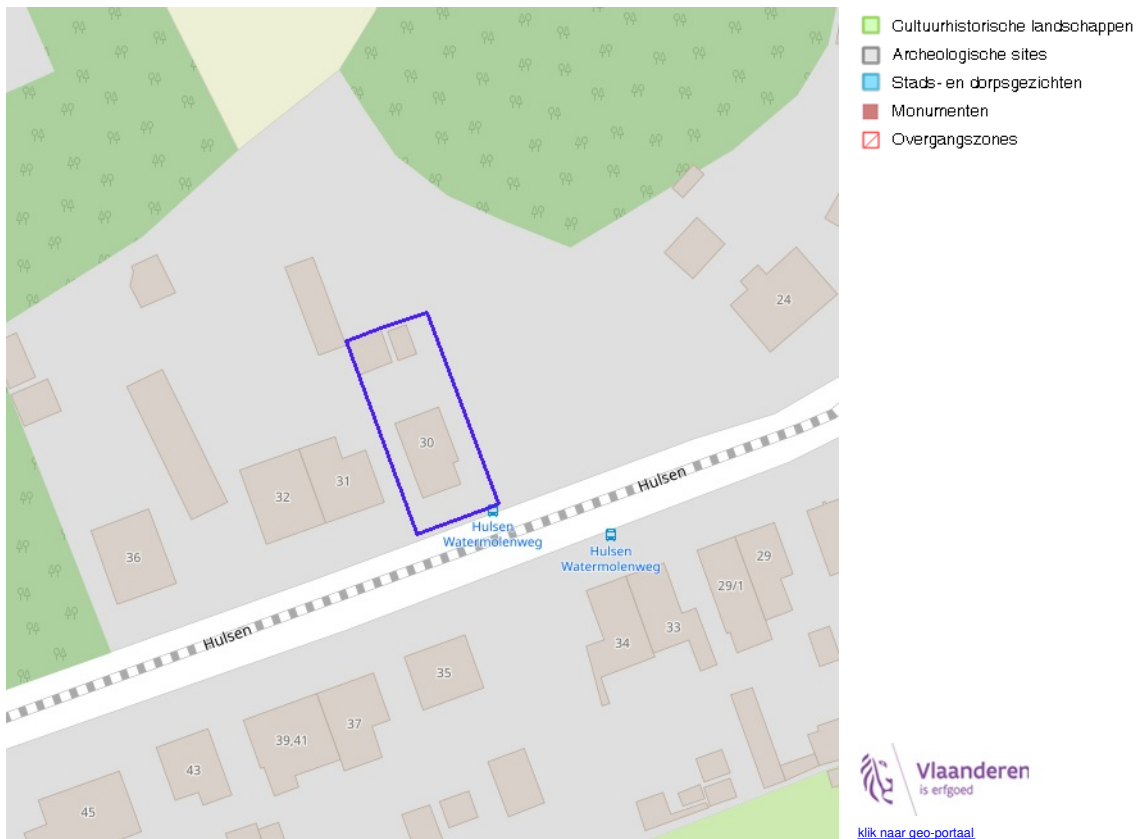 Cultuurhistorische landschappen
Archeologische sites
Stads- en dorpsgezichten
Monumenten
Overgangszones
24
30
31
32
36
Hulsen
Hulsen
Watermolenweg
Hulsen
Watermolenweg
29
29/1
33
34
Hulsen
35
37
39,41
43
45
Vlaanderen
is erfgoed
klik naar geo-portaal